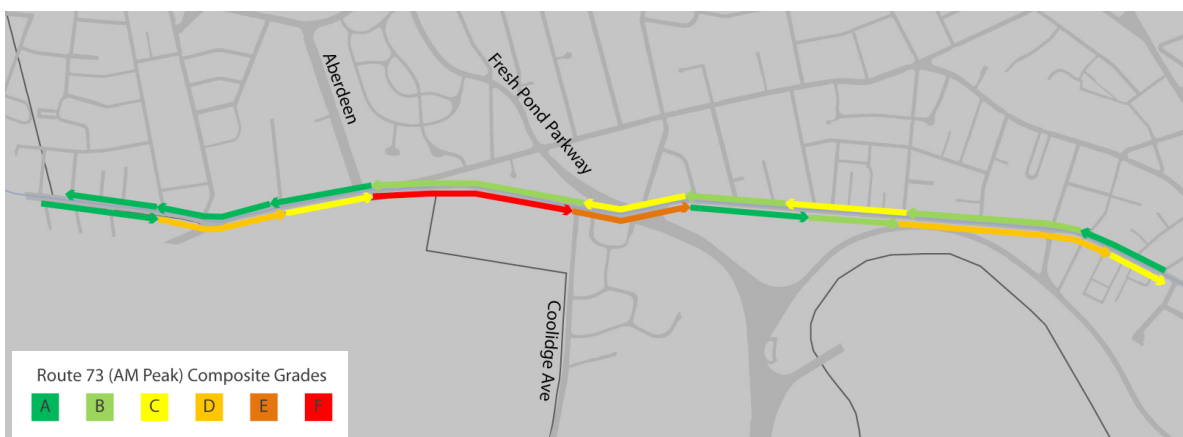 Aberdeen
Fresh Pond Parkway
Coolidge Ave
Route 73 (AM Peak) Composite Grades
A B C D E F